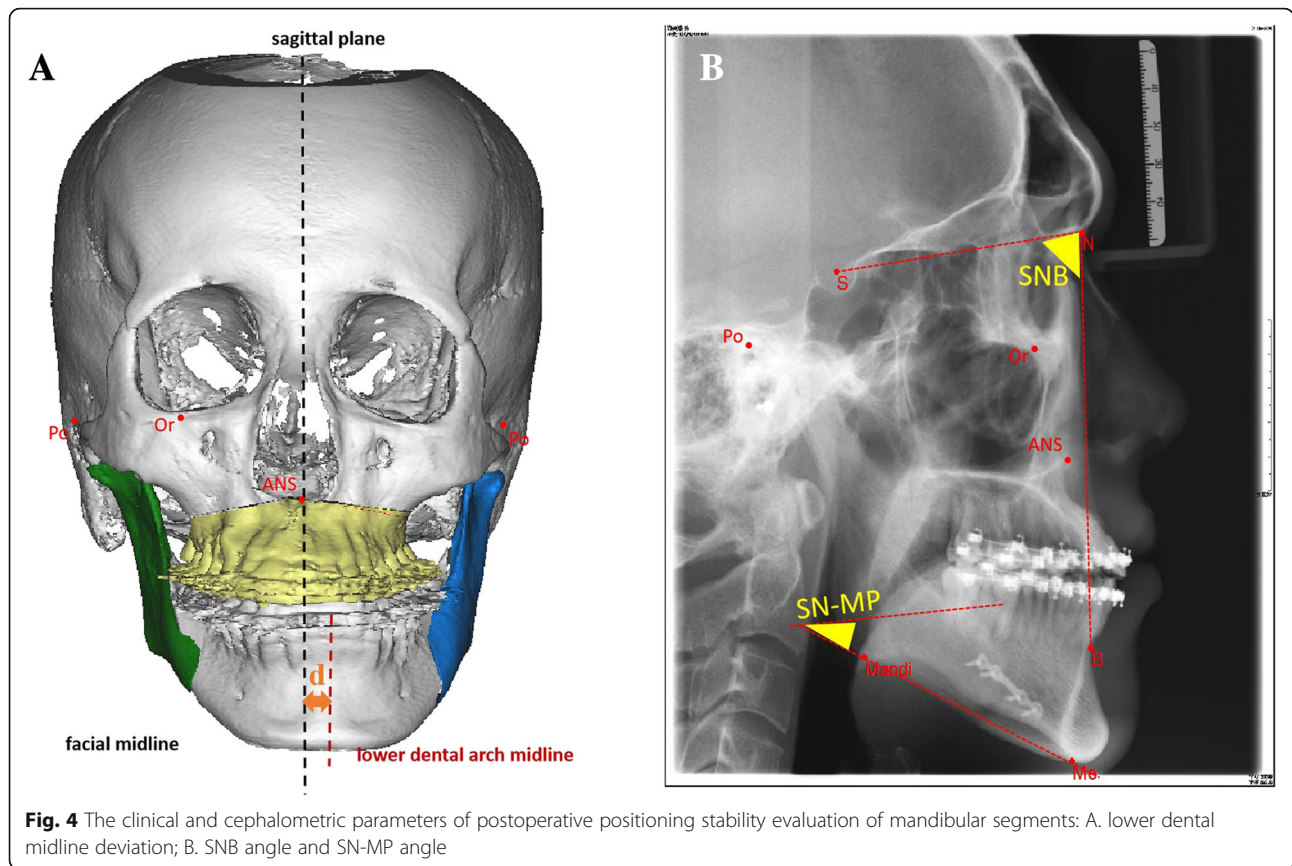 sagittal plane
A
Po
Or
Po
ANS
d
facial midline
lower dental arch midline
B
N
S
SNB
Po
Or
ANS
SN-MP
Mandi
B
Me.
Fig. 4 The clinical and cephalometric parameters of postoperative positioning stability evaluation of mandibular segments: A. lower dental
midline deviation; B. SNB angle and SN-MP angle